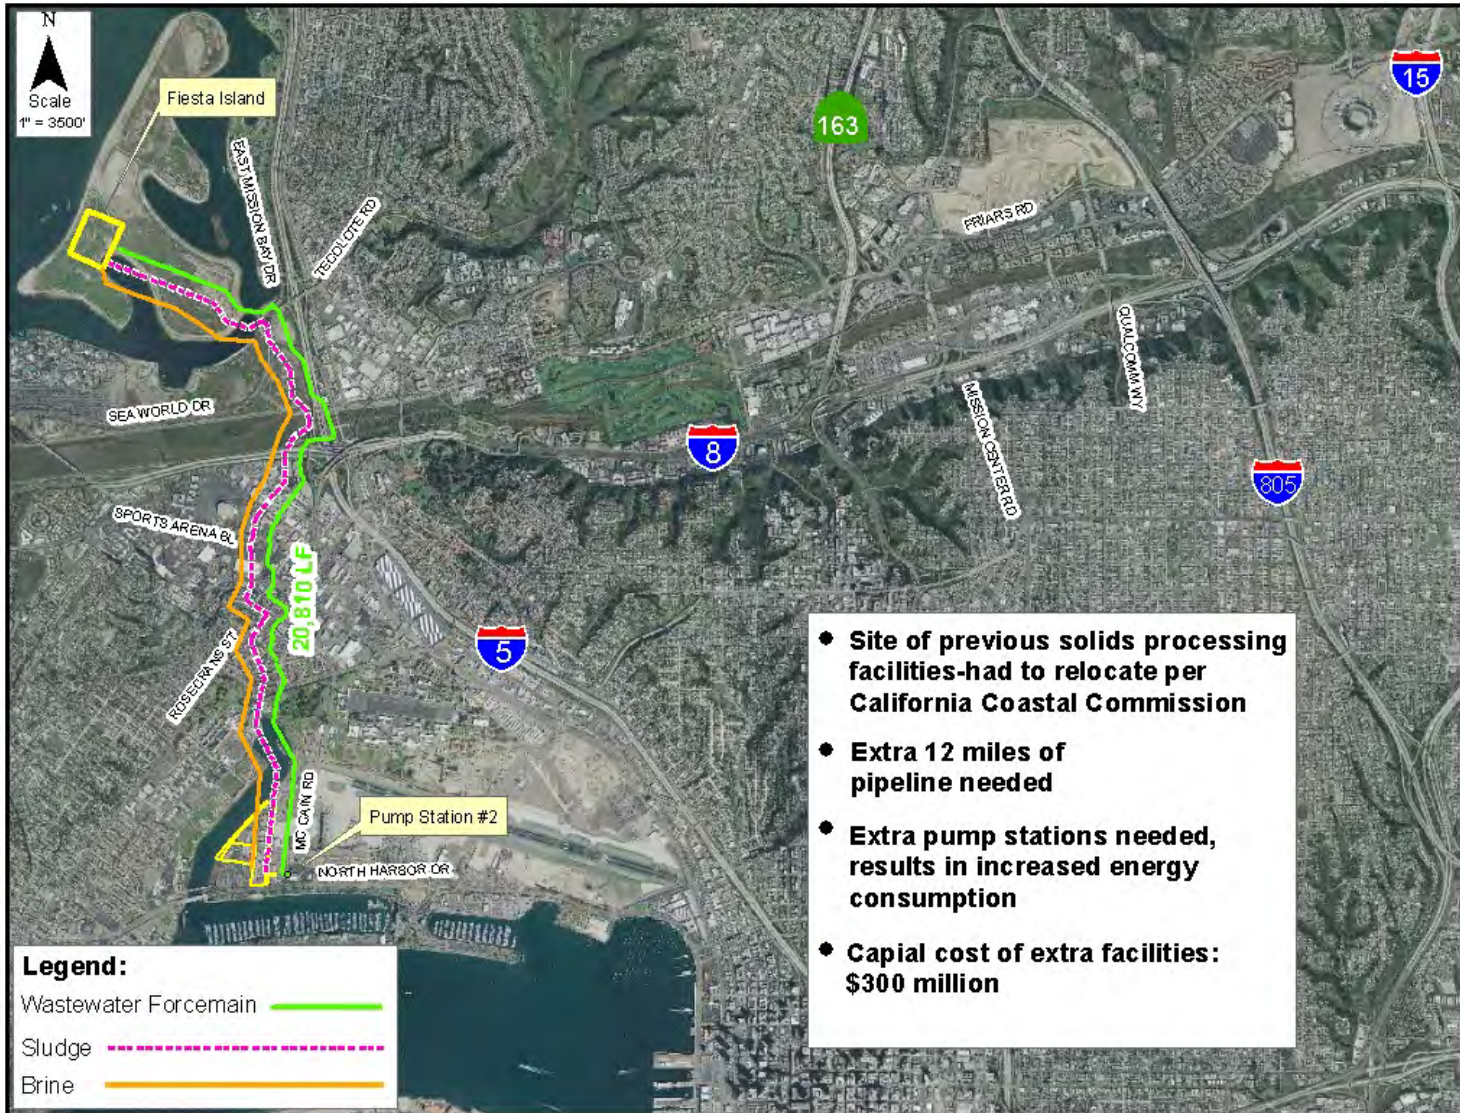 N
Scale
1" = 3500'
Fiesta Island
EAST MISSION BAY DR
TECOLOTE RD
163
15
FRIARS RD
QUALCOMM WY
MISSION CENTER RD
SEA WORLD DR
8
805
SPORTS ARENA BL
20,810 LF
ROSECRANS ST
5
MC CAIN RD
Pump Station #2
NORTH HARBOR DR
• Site of previous solids processing
facilities-had to relocate per
California Coastal Commission
• Extra 12 miles of
pipeline needed
• Extra pump stations needed,
results in increased energy
consumption
• Capial cost of extra facilities:
$300 million
Legend:
Wastewater Forcemain
Sludge
Brine